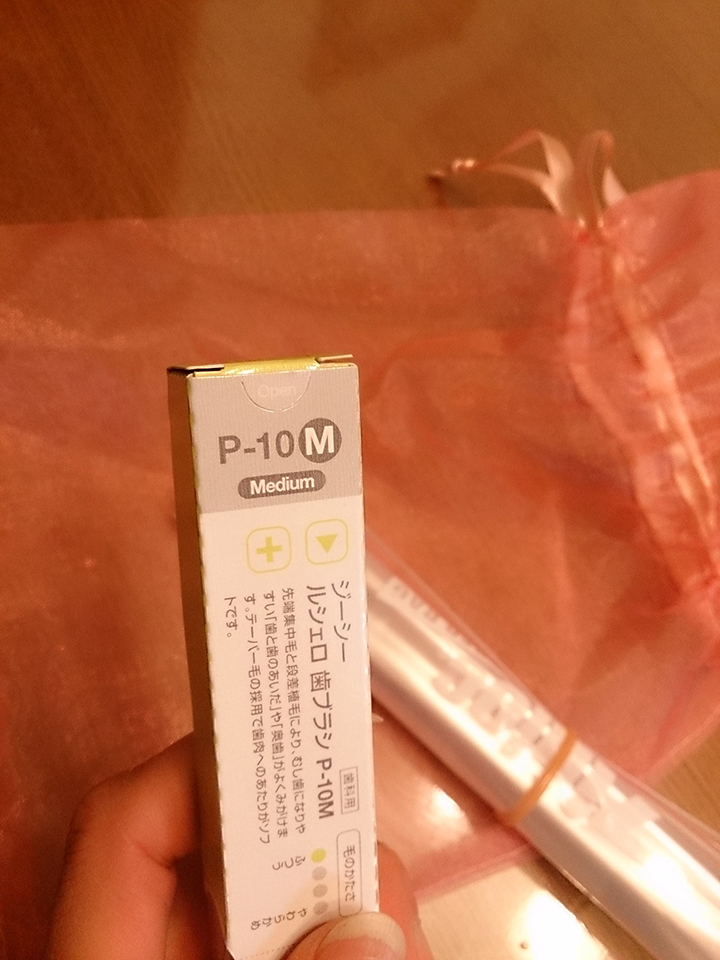 Open
P-10 M
Medium
ジーシー
ルシェロ 歯ブラシ P-10M
歯科用
先端集中毛と段差植毛により、むし歯になりや
すい「歯と歯のあいだ」や「奥歯」がよくみがけま
す。テーパー毛の採用で歯肉へのあたりがソフ
トです。
毛のかたさ
ふつう
やわらかめ